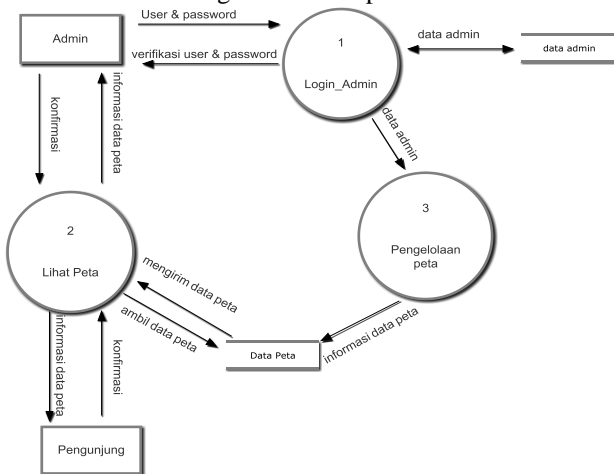 User & password
Admin
1
Login_Admin
data admin
data admin
verifikasi user & password
konfirmasi
informasi data peta
data admin
2
Lihat Peta
3
Pengelolaan
peta
mengirim data peta
ambil data peta
Data Peta
informasi data peta
informasi data peta
konfirmasi
Pengunjung